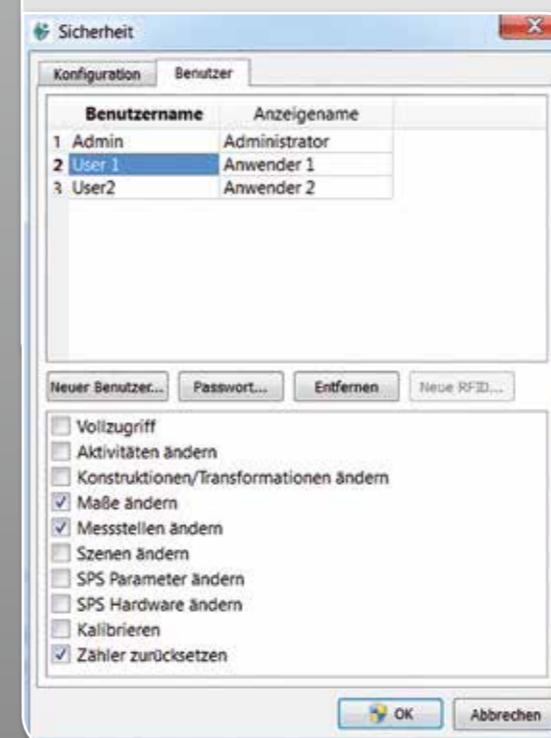 Sicherheit
Konfiguration Benutzer
Benutzername Anzeigename
1 Admin Administrator
2 User 1 Anwender 1
3 User2 Anwender 2
Neuer Benutzer... Passwort... Entfernen Neue RFID...
Vollzugriff
Aktivitäten ändern
Konstruktionen/Transformationen ändern
Maße ändern
Messstellen ändern
Szenen ändern
SPS Parameter ändern
SPS Hardware ändern
Kalibrieren
Zähler zurücksetzen
OK Abbrechen